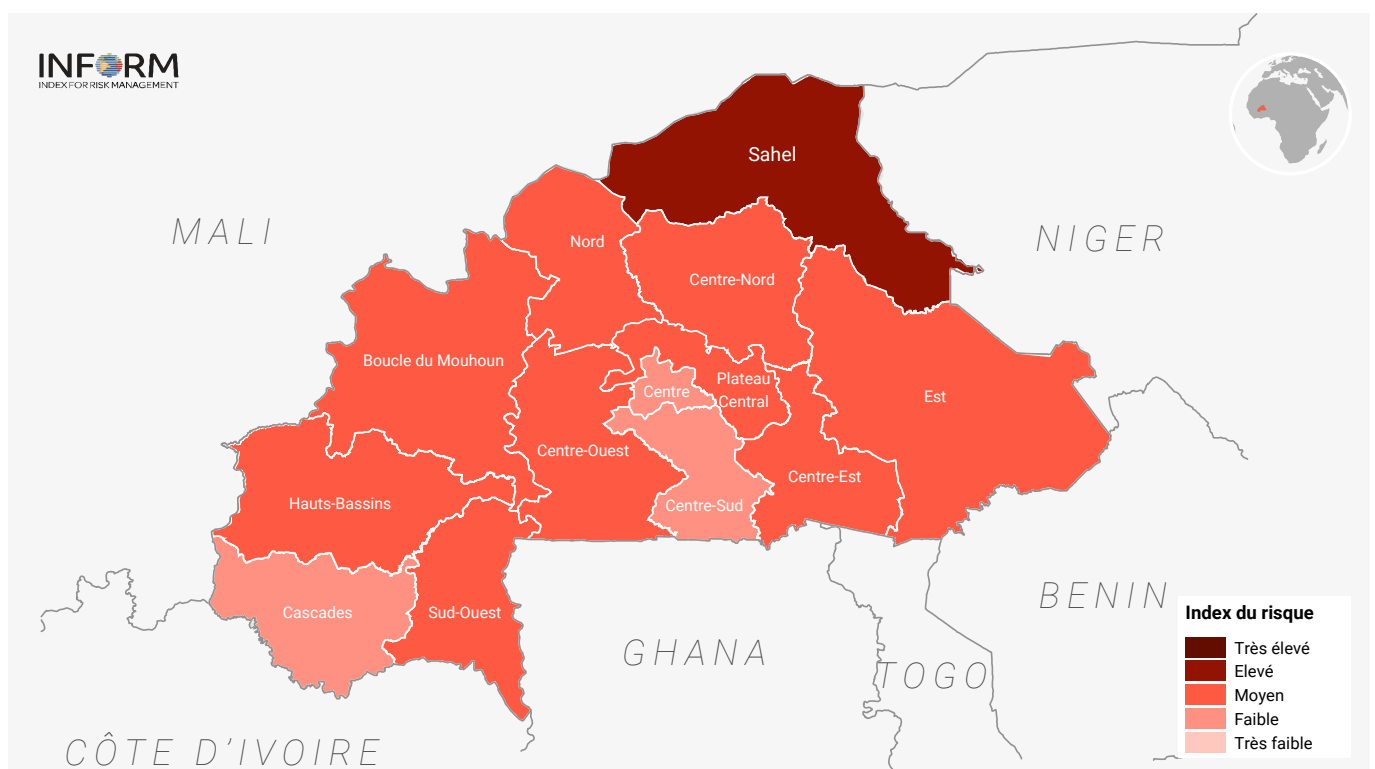 INFORM
INDEX FOR RISK MANAGEMENT
Sahel
MALI
Nord
NIGER
Centre-Nord
Boucle du Mouhoun
Plateau
Central
Centre
Est
Centre-Ouest
Centre-Est
Hauts-Bassins
Centre-Sud
Cascades
Sud-Ouest
BENIN
GHANA
TOGO
CÔTE D'IVOIRE
Index du risque
Très élevé
Elevé
Moyen
Faible
Très faible